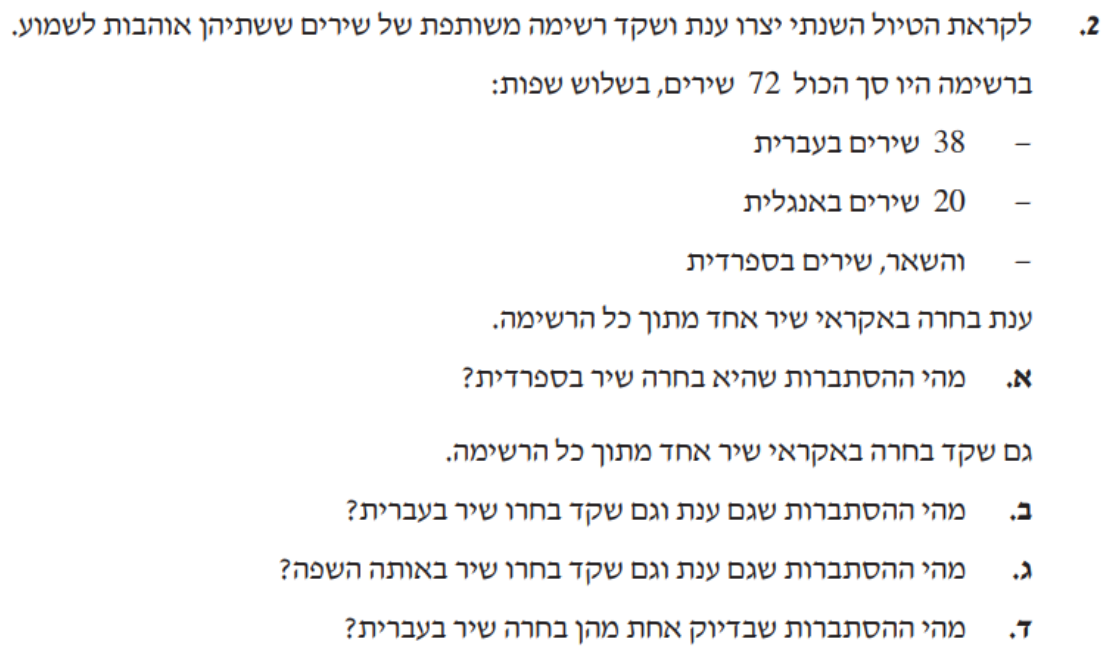 2. לקראת הטיול השנתי יצרו ענת ושקד רשימה משותפת של שירים ששתיהן אוהבות לשמוע.
ברשימה היו סך הכול 72 שירים, בשלוש שפות:
– 38 שירים בעברית
– 20 שירים באנגלית
– והשאר, שירים בספרדית
ענת בחרה באקראי שיר אחד מתוך כל הרשימה.
א. מהי ההסתברות שהיא בחרה שיר בספרדית?
גם שקד בחרה באקראי שיר אחד מתוך כל הרשימה.
ב. מהי ההסתברות שגם ענת וגם שקד בחרו שיר בעברית?
ג. מהי ההסתברות שגם ענת וגם שקד בחרו שיר באותה השפה?
ד. מהי ההסתברות שבדיוק אחת מהן בחרה שיר בעברית?